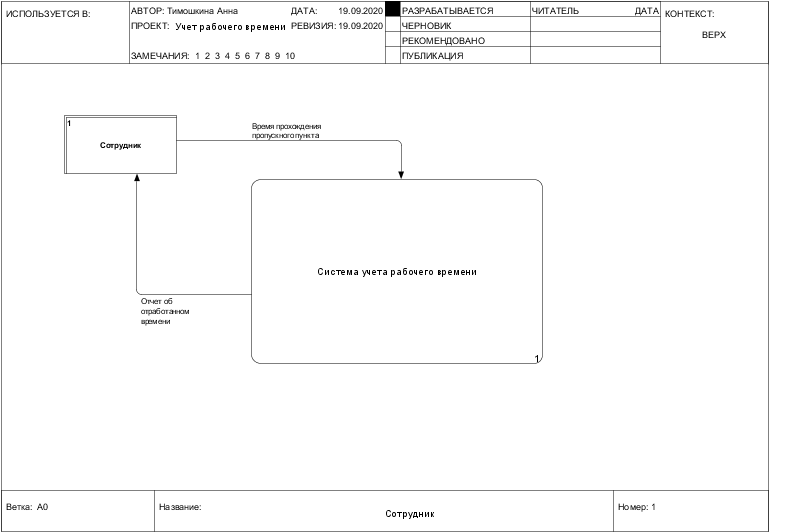 ИСПОЛЬЗУЕТСЯ В:
АВТОР: Тимошкина Анна ДАТА: 19.09.2020
ПРОЕКТ: Учет рабочего времени РЕВИЗИЯ: 19.09.2020
ЗАМЕЧАНИЯ: 1 2 3 4 5 6 7 8 9 10
РАЗРАБАТЫВАЕТСЯ
ЧЕРНОВИК
РЕКОМЕНДОВАНО
ПУБЛИКАЦИЯ
ЧИТАТЕЛЬ ДАТА
КОНТЕКСТ:
ВЕРХ
1
Сотрудник
Время прохождения
пропускного пункта
Система учета рабочего времени
1
Отчет об
отработанном
времени
Ветка: A0
Название:
Сотрудник
Номер: 1